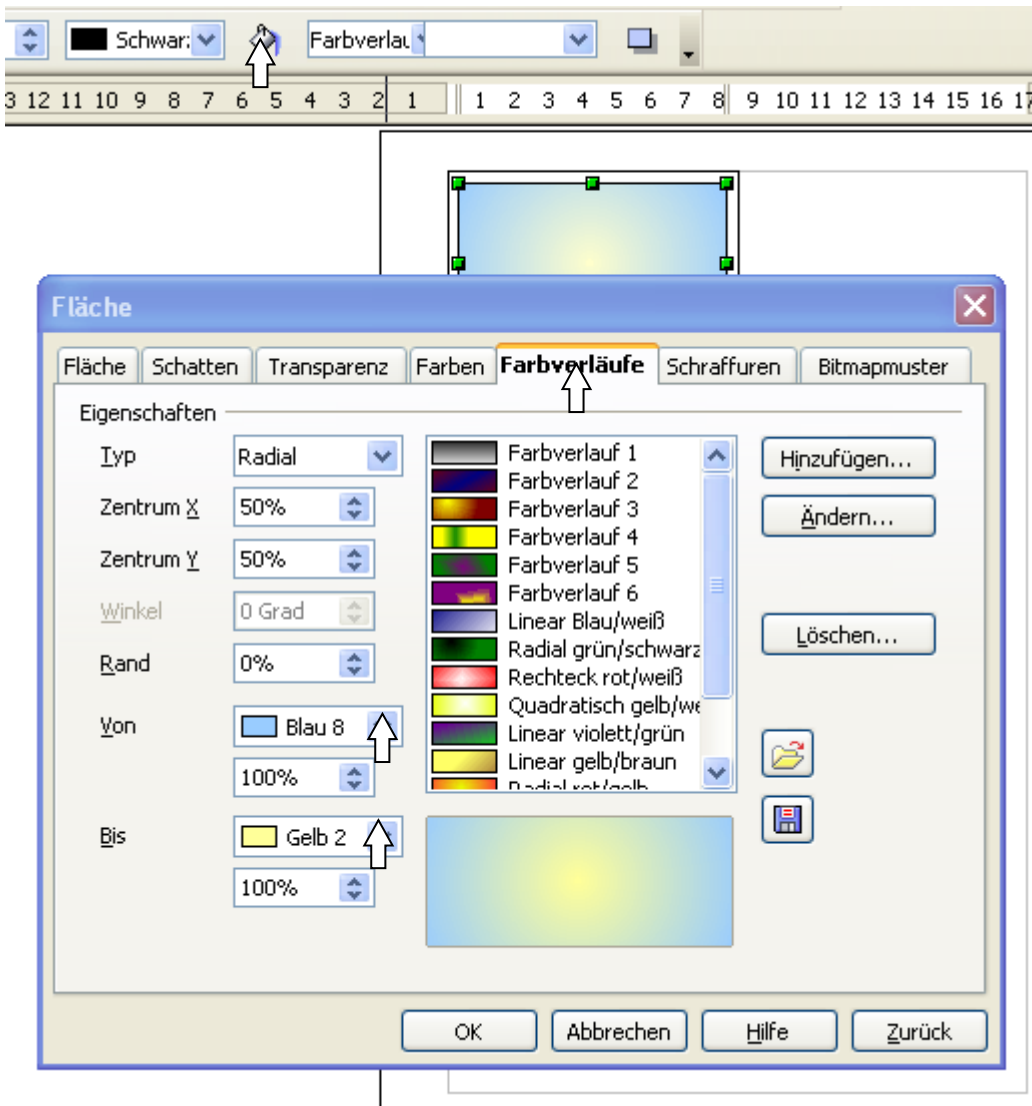 Schwar: Farbverlau
3 12 11 10 9 8 7 6 5 4 3 2 1 1 2 3 4 5 6 7 8 9 10 11 12 13 14 15 16 17
Fläche
Fläche Schatten Transparenz Farben Farbverläufe Schraffuren Bitmapmuster
Eigenschaften
Typ Radial
Zentrum X 50%
Zentrum Y 50%
Winkel 0 Grad
Rand 0%
Von Blau 8
100%
Bis Gelb 2
100%
Farbverlauf 1
Farbverlauf 2
Farbverlauf 3
Farbverlauf 4
Farbverlauf 5
Farbverlauf 6
Linear Blau/weiß
Radial grün/schwarz
Rechteck rot/weiß
Quadratisch gelb/we
Linear violett/grün
Linear gelb/braun
Radial rot/gelb
Hinzufügen...
Ändern...
Löschen...
OK Abbrechen Hilfe Zurück